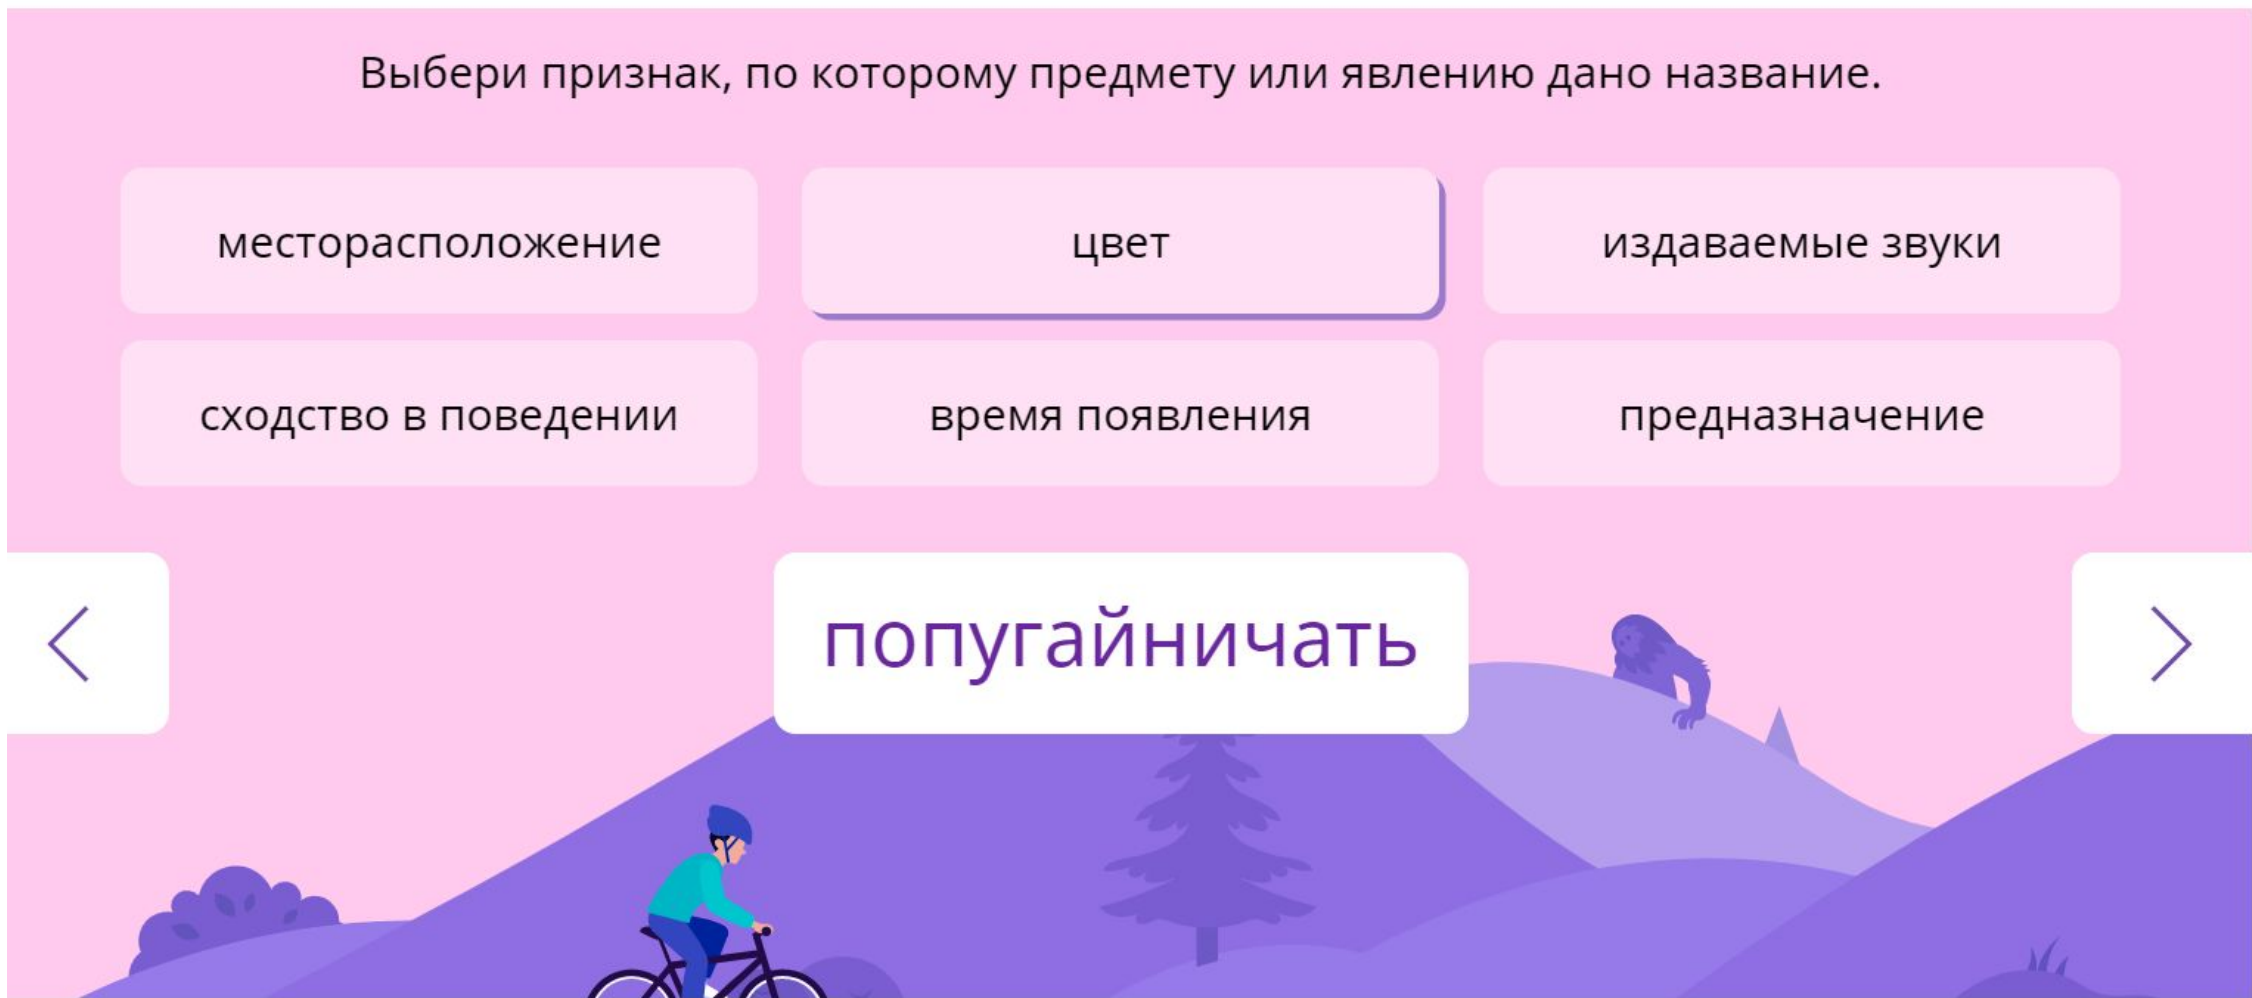 Выбери признак, по которому предмету или явлению дано название.
месторасположение
цвет
издаваемые звуки
сходство в поведении
время появления
предназначение
попугайничать